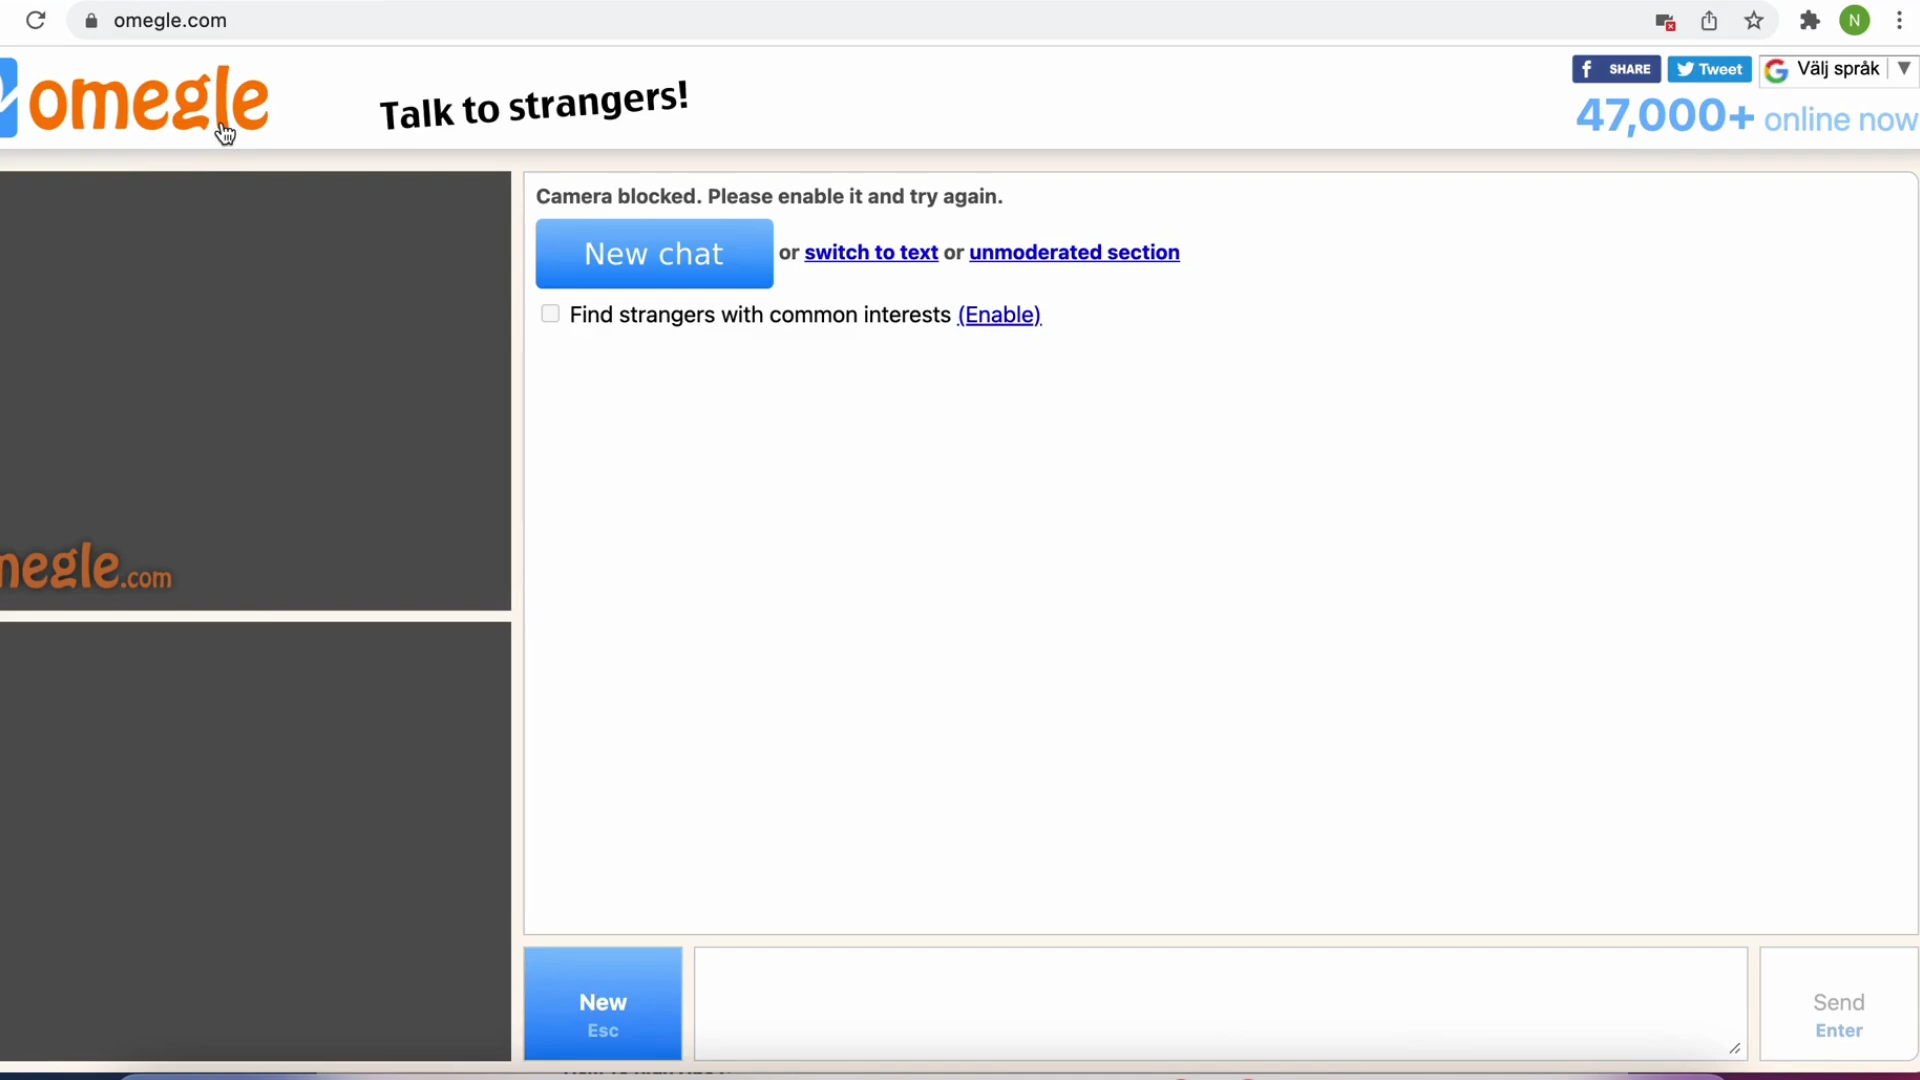 omegle.com
N
omegle
Talk to strangers!
SHARE
Tweet
Välj språk
47,000+ online now
Camera blocked. Please enable it and try again.
New chat or switch to text or unmoderated section
Find strangers with common interests (Enable)
megle.com
New
Esc
Send
Enter